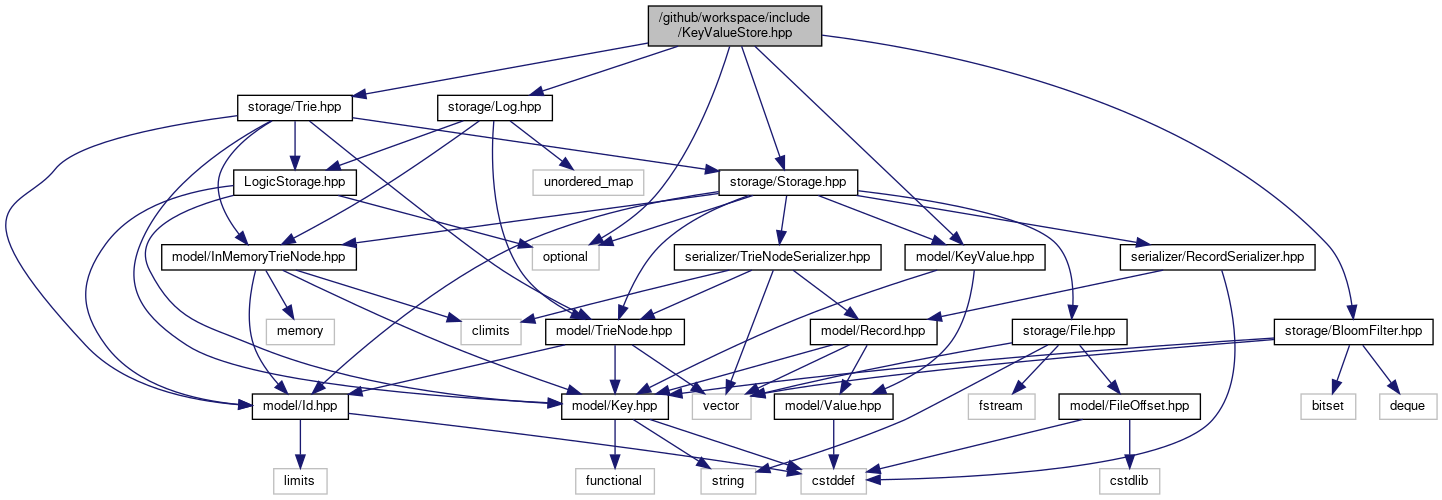 /github/workspace/include
/KeyValueStore.hpp
storage/Trie.hpp
storage/Log.hpp
LogicStorage.hpp
unordered_map
storage/Storage.hpp
model/InMemoryTrieNode.hpp
optional
serializer/TrieNodeSerializer.hpp
model/KeyValue.hpp
serializer/RecordSerializer.hpp
memory
climits
model/TrieNode.hpp
model/Record.hpp
storage/File.hpp
storage/BloomFilter.hpp
model/Id.hpp
model/Key.hpp
vector
model/Value.hpp
fstream
model/FileOffset.hpp
bitset
deque
limits
functional
string
cstddef
cstdlib